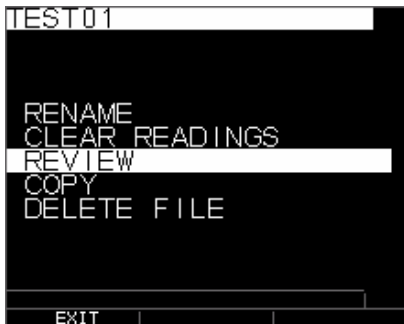 TEST01
RENAME
CLEAR READINGS
REVIEW
COPY
DELETE FILE
EXIT